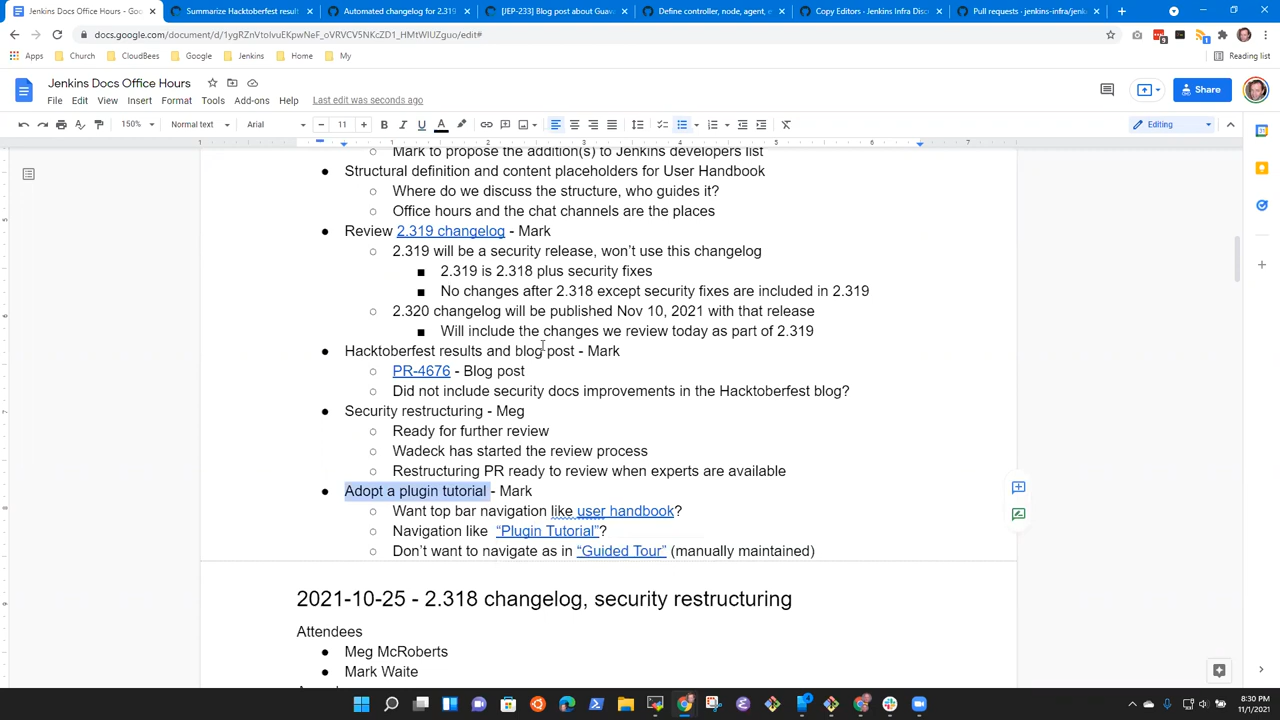 Jenkins Docs Office Hours - Goo
Summarize Hacktoberfest result
Automated changelog for 2.319
[JEP-233] Blog post about Guava
Define controller, node, agent,
Copy Editors - Jenkins Infra Disc
Pull requests · jenkins-infra/jenk
docs.google.com/document/d/1ygRZnVtoIvuEKpwNeF_oVRVCV5NKcZD1_HMtWIUZguo/edit#
Apps
Church
CloudBees
Google
Jenkins
Home
My
Reading list
Jenkins Docs Office Hours
File Edit View Insert Format Tools Add-ons Help Last edit was seconds ago
Share
150% Normal text Arial 11 Editing
Mark to propose the addition(s) to Jenkins developers list
● Structural definition and content placeholders for User Handbook
○ Where do we discuss the structure, who guides it?
○ Office hours and the chat channels are the places
● Review 2.319 changelog - Mark
○ 2.319 will be a security release, won't use this changelog
■ 2.319 is 2.318 plus security fixes
■ No changes after 2.318 except security fixes are included in 2.319
○ 2.320 changelog will be published Nov 10, 2021 with that release
■ Will include the changes we review today as part of 2.319
● Hacktoberfest results and blog post - Mark
○ PR-4676 - Blog post
○ Did not include security docs improvements in the Hacktoberfest blog?
● Security restructuring - Meg
○ Ready for further review
○ Wadeck has started the review process
○ Restructuring PR ready to review when experts are available
● Adopt a plugin tutorial - Mark
○ Want top bar navigation like user handbook?
○ Navigation like “Plugin Tutorial”?
○ Don't want to navigate as in “Guided Tour” (manually maintained)
2021-10-25 - 2.318 changelog, security restructuring
Attendees
● Meg McRoberts
● Mark Waite
8:30 PM
11/1/2021